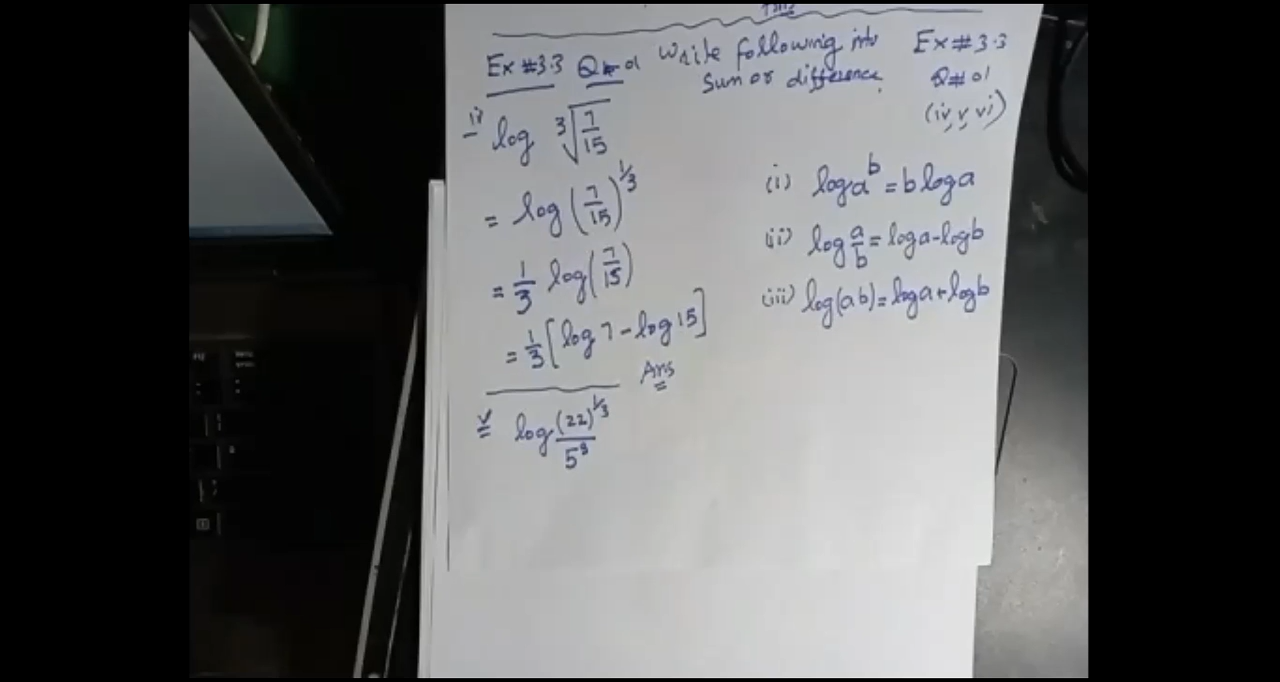 Ex #3.3 Q# 01 Write following into
Sum or difference.
Ex#3.3
Q# 01
(iv, v, vi)
iv log ∛(7/15)
= log (7/15)^1/3
= 1/3 log (7/15)
= 1/3 [log 7 - log 15]
Ans
v log (22)^1/3 / 5^3
(i) log a^b = b log a
(ii) log a/b = log a - log b
(iii) log(ab) = log a + log b